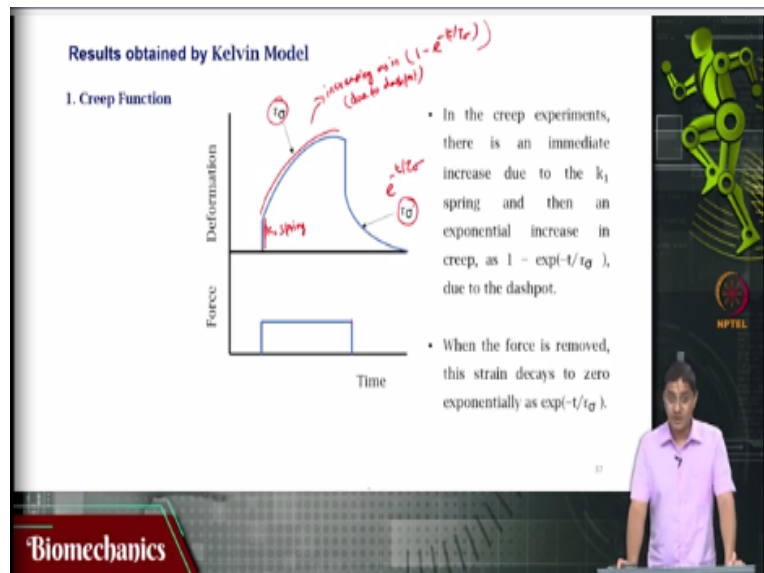 Results obtained by Kelvin Model
1. Creep Function
increasing as in (1 - e^-t/τσ)
(due to dashpot)
τσ
Deformation
k₁ spring
e^-t/τσ
τσ
Force
Time
• In the creep experiments,
there is an immediate
increase due to the k₁
spring and then an
exponential increase in
creep, as 1 – exp(-t/τσ ),
due to the dashpot.
• When the force is removed,
this strain decays to zero
exponentially as exp(-t/τσ ).
37
NPTEL
Biomechanics